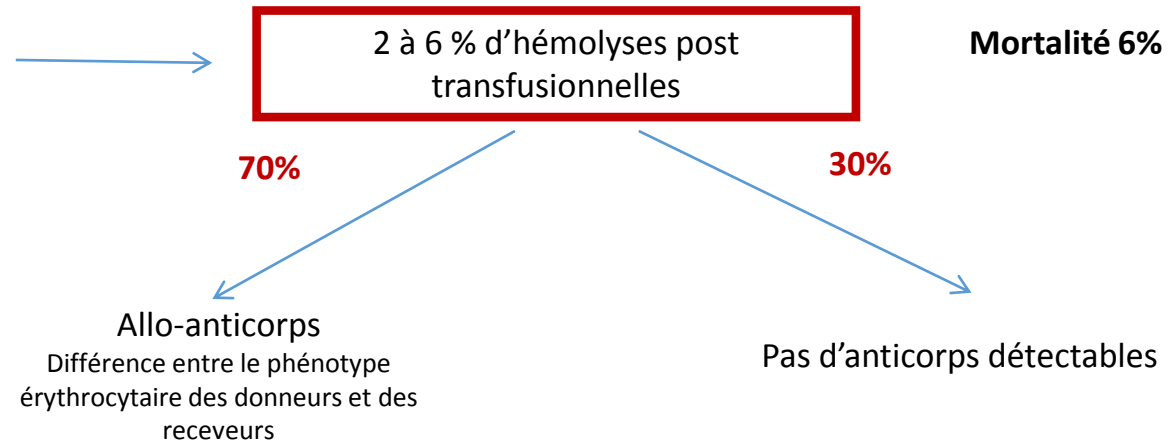 2 à 6 % d’hémolyses post
transfusionnelles
Mortalité 6%
70%
30%
Allo-anticorps
Différence entre le phénotype
érythrocytaire des donneurs et des
receveurs
Pas d’anticorps détectables